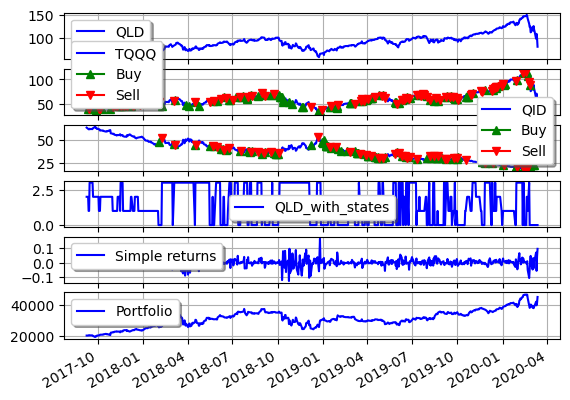 150
100
QLD
TQQQ
Buy
Sell
100
50
QID
Buy
Sell
50
25
2.5
0.0
QLD_with_states
0.1
0.0
−0.1
Simple returns
40000
20000
Portfolio
2017-10
2018-01
2018-04
2018-07
2018-10
2019-01
2019-04
2019-07
2019-10
2020-01
2020-04